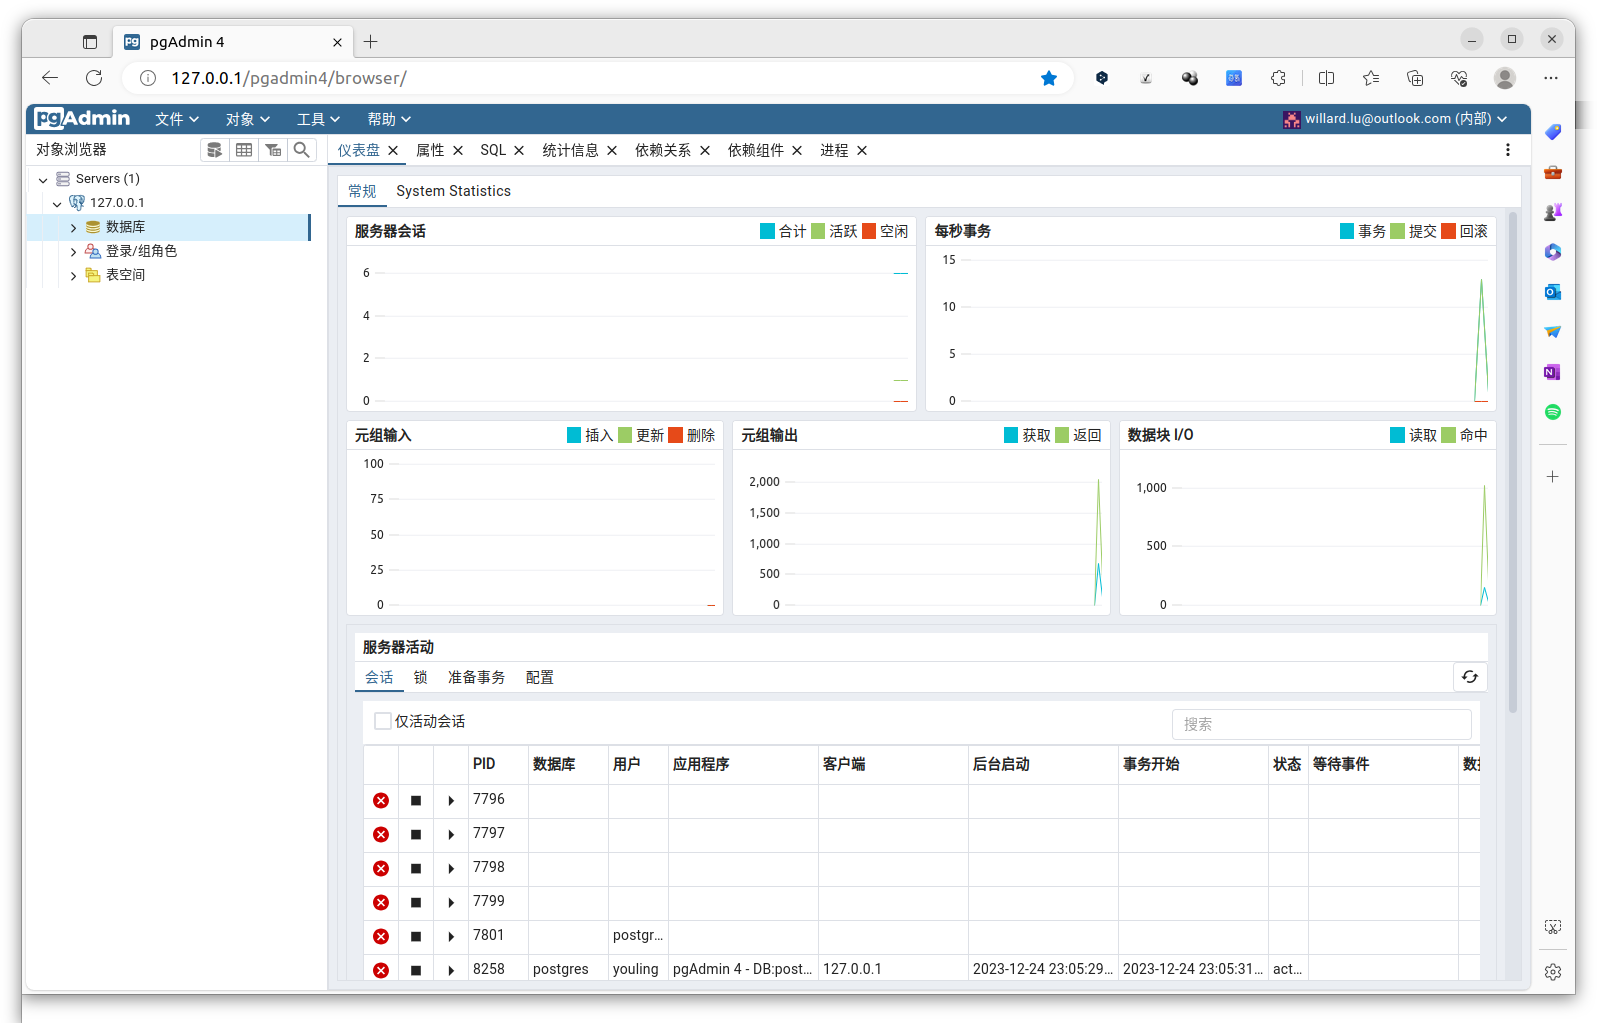 pgAdmin 4
127.0.0.1/pgadmin4/browser/
pgAdmin 文件 对象 工具 帮助 willard.lu@outlook.com (内部)
对象浏览器 仪表盘 属性 SQL 统计信息 依赖关系 依赖组件 进程
Servers (1)
127.0.0.1
数据库
登录/组角色
表空间
常规 System Statistics
服务器会话 合计 活跃 空闲
6
4
2
0
每秒事务 事务 提交 回滚
15
10
5
0
元组输入 插入 更新 删除
100
75
50
25
0
元组输出 获取 返回
2,000
1,500
1,000
500
0
数据块 I/O 读取 命中
1,000
500
0
服务器活动
会话 锁 准备事务 配置
仅活动会话 搜索
PID 数据库 用户 应用程序 客户端 后台启动 事务开始 状态 等待事件
7796
7797
7798
7799
7801 postgr...
8258 postgres youling pgAdmin 4 - DB:post... 127.0.0.1 2023-12-24 23:05:29... 2023-12-24 23:05:31... act...